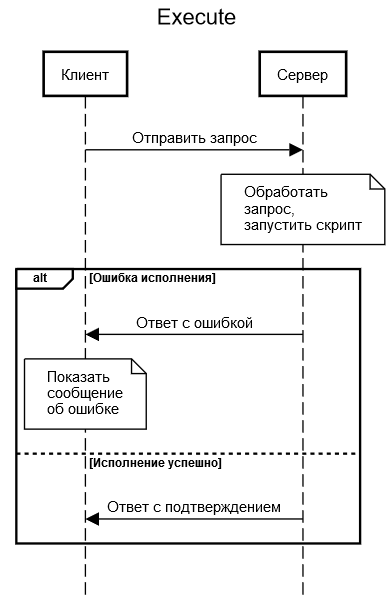 Execute
Клиент
Сервер
Отправить запрос
Обработать
запрос,
запустить скрипт
alt
[Ошибка исполнения]
Ответ с ошибкой
Показать
сообщение
об ошибке
[Исполнение успешно]
Ответ с подтверждением